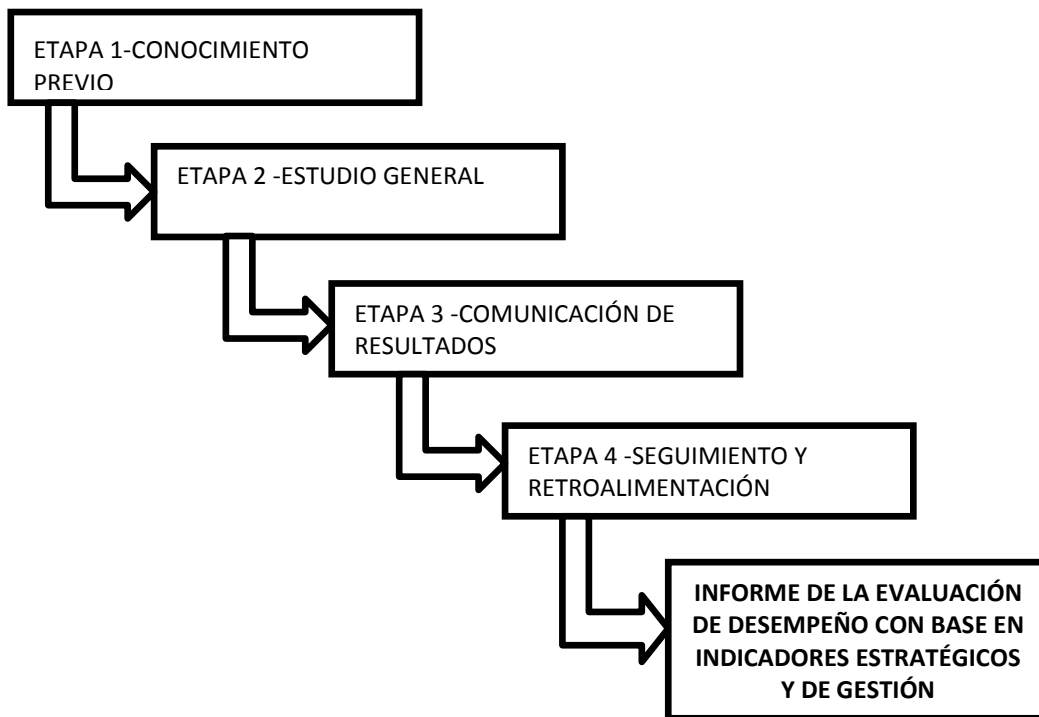 ETAPA 1-CONOCIMIENTO
PREVIO
ETAPA 2 -ESTUDIO GENERAL
ETAPA 3 -COMUNICACIÓN DE
RESULTADOS
ETAPA 4 -SEGUIMIENTO Y
RETROALIMENTACIÓN
INFORME DE LA EVALUACIÓN
DE DESEMPEÑO CON BASE EN
INDICADORES ESTRATÉGICOS
Y DE GESTIÓN